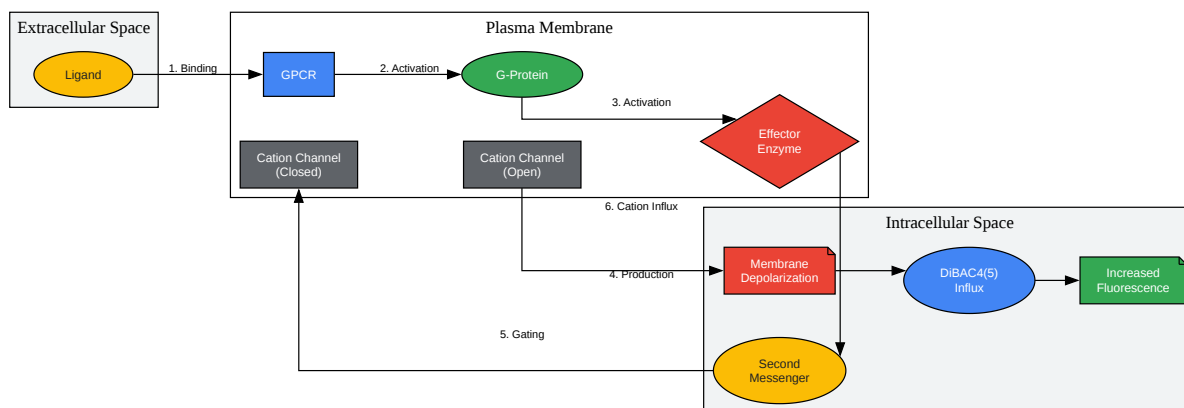 Extracellular Space
Plasma Membrane
Ligand
1. Binding
GPCR
2. Activation
G-Protein
3. Activation
Effector
Enzyme
Cation Channel
(Closed)
Cation Channel
(Open)
6. Cation Influx
Intracellular Space
4. Production
Membrane
Depolarization
DiBAC4(5)
Influx
Increased
Fluorescence
5. Gating
Second
Messenger